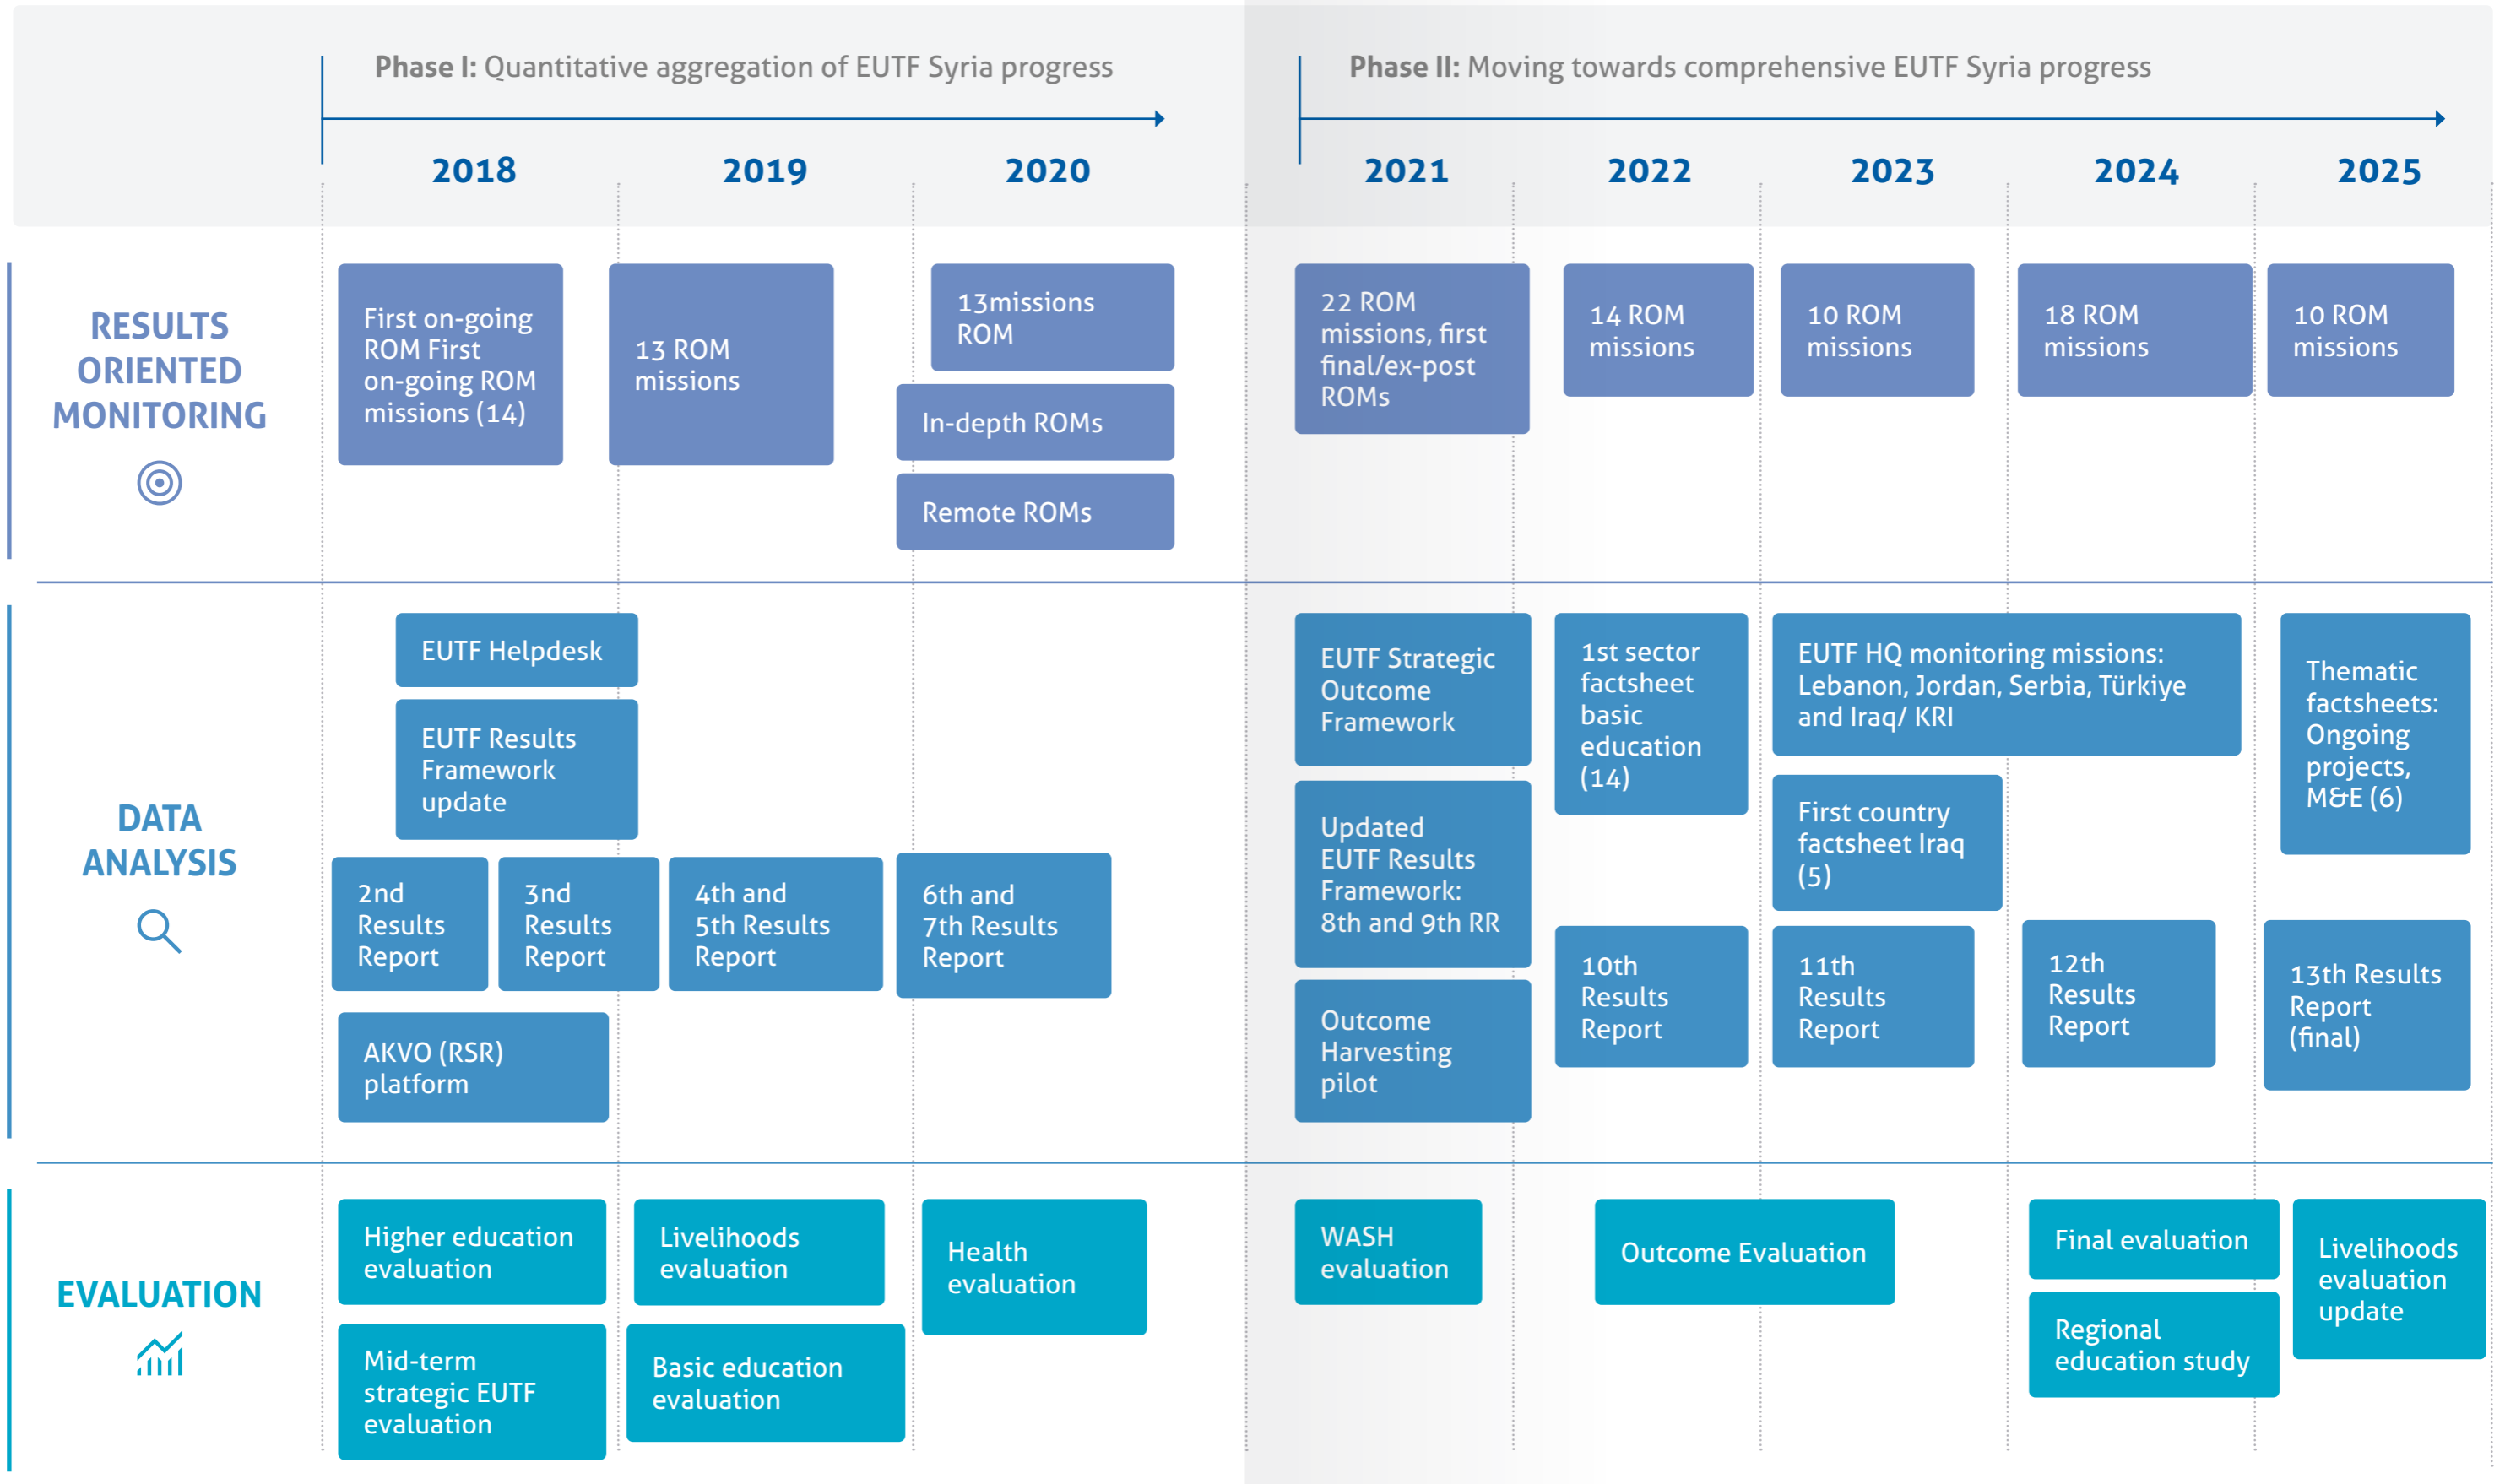 Phase I: Quantitative aggregation of EUTF Syria progress
Phase II: Moving towards comprehensive EUTF Syria progress
2018
2019
2020
2021
2022
2023
2024
2025
RESULTS
ORIENTED
MONITORING
First on-going
ROM First
on-going ROM
missions (14)
13 ROM
missions
13missions
ROM
In-depth ROMs
Remote ROMs
22 ROM
missions, first
final/ex-post
ROMs
14 ROM
missions
10 ROM
missions
18 ROM
missions
10 ROM
missions
DATA
ANALYSIS
EUTF Helpdesk
EUTF Results
Framework
update
2nd
Results
Report
3nd
Results
Report
4th and
5th Results
Report
6th and
7th Results
Report
AKVO (RSR)
platform
EUTF Strategic
Outcome
Framework
Updated
EUTF Results
Framework:
8th and 9th RR
Outcome
Harvesting
pilot
1st sector
factsheet
basic
education
(14)
10th
Results
Report
EUTF HQ monitoring missions:
Lebanon, Jordan, Serbia, Türkiye
and Iraq/ KRI
First country
factsheet Iraq
(5)
11th
Results
Report
12th
Results
Report
Thematic
factsheets:
Ongoing
projects,
M&E (6)
13th Results
Report
(final)
EVALUATION
Higher education
evaluation
Mid-term
strategic EUTF
evaluation
Livelihoods
evaluation
Basic education
evaluation
Health
evaluation
WASH
evaluation
Outcome Evaluation
Final evaluation
Regional
education study
Livelihoods
evaluation
update